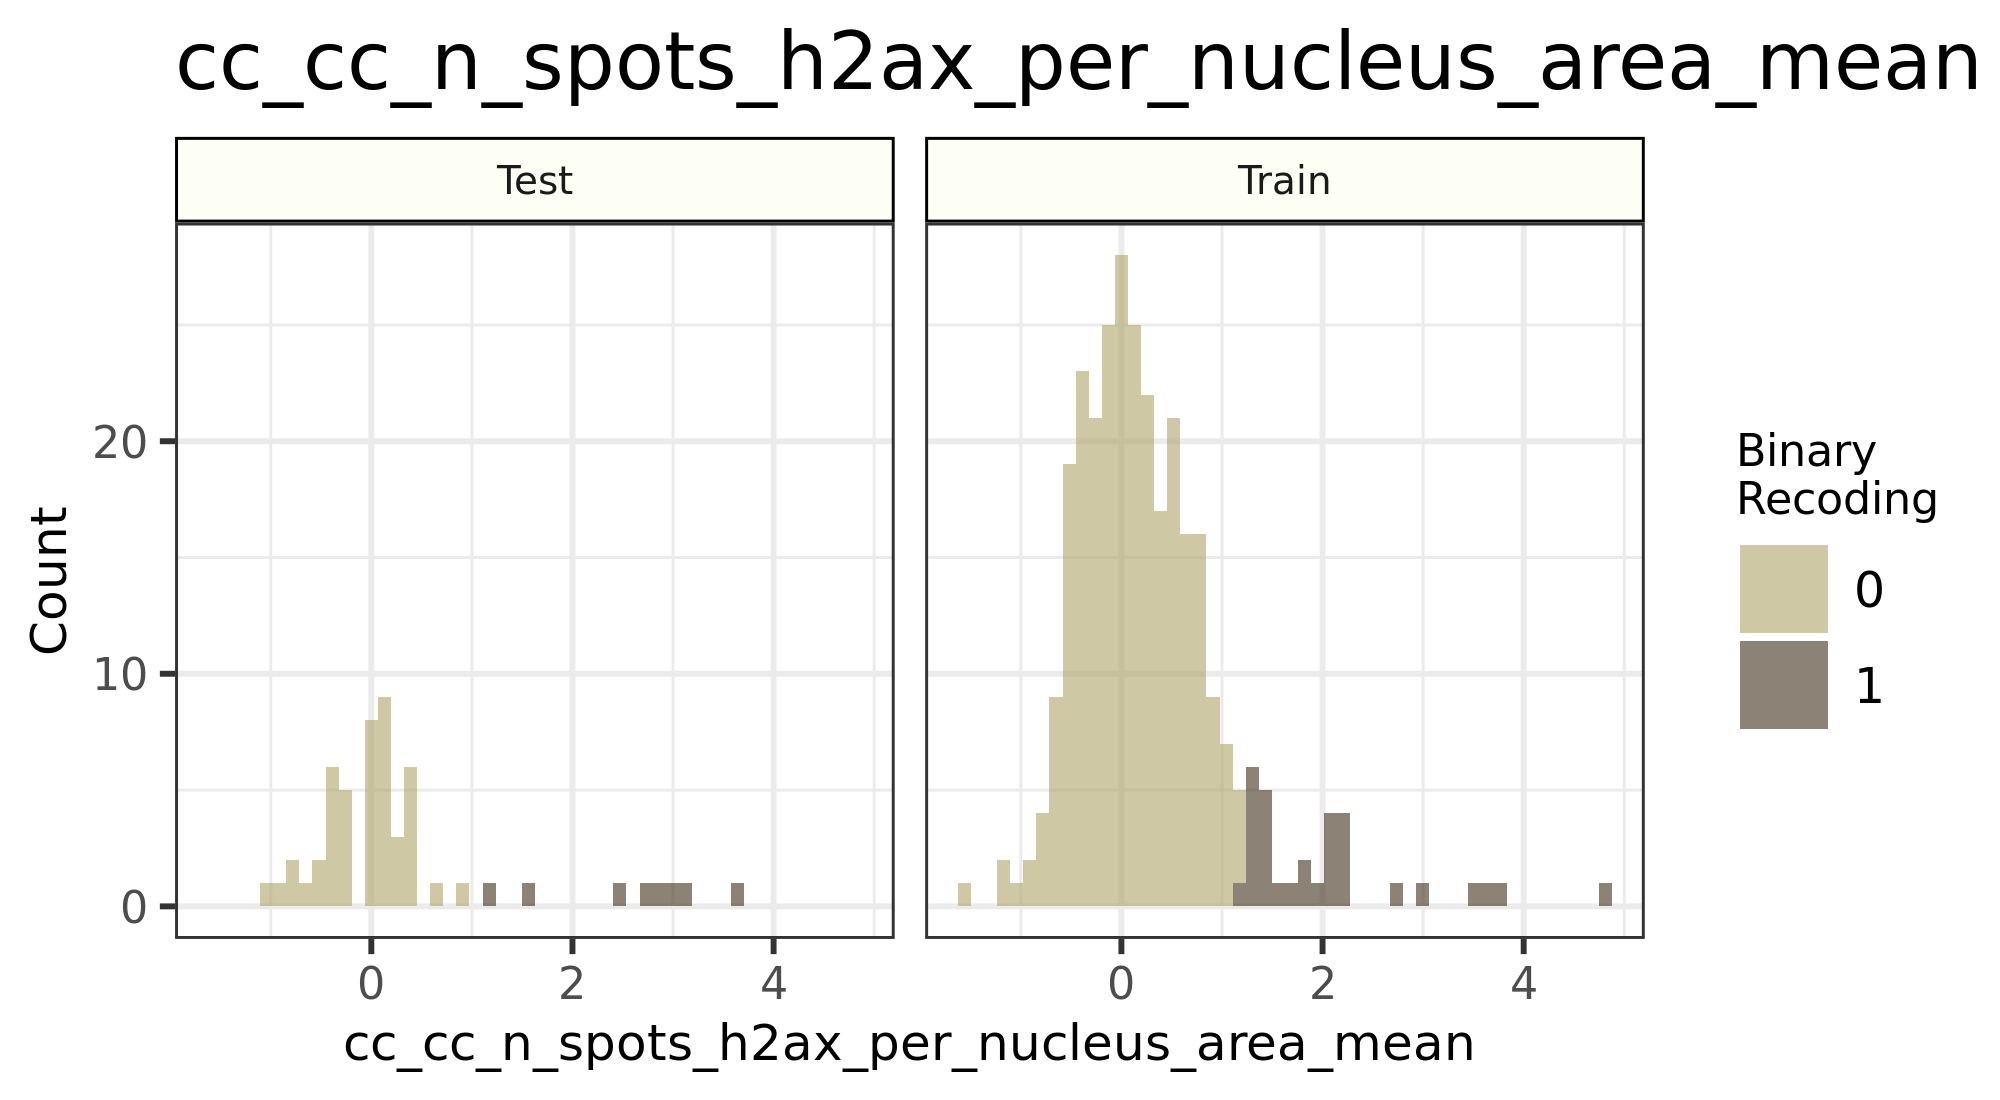 cc_cc_n_spots_h2ax_per_nucleus_area_mean
Test
Train
20
10
0
Count
0 2 4
0 2 4
cc_cc_n_spots_h2ax_per_nucleus_area_mean
Binary
Recoding
0
1